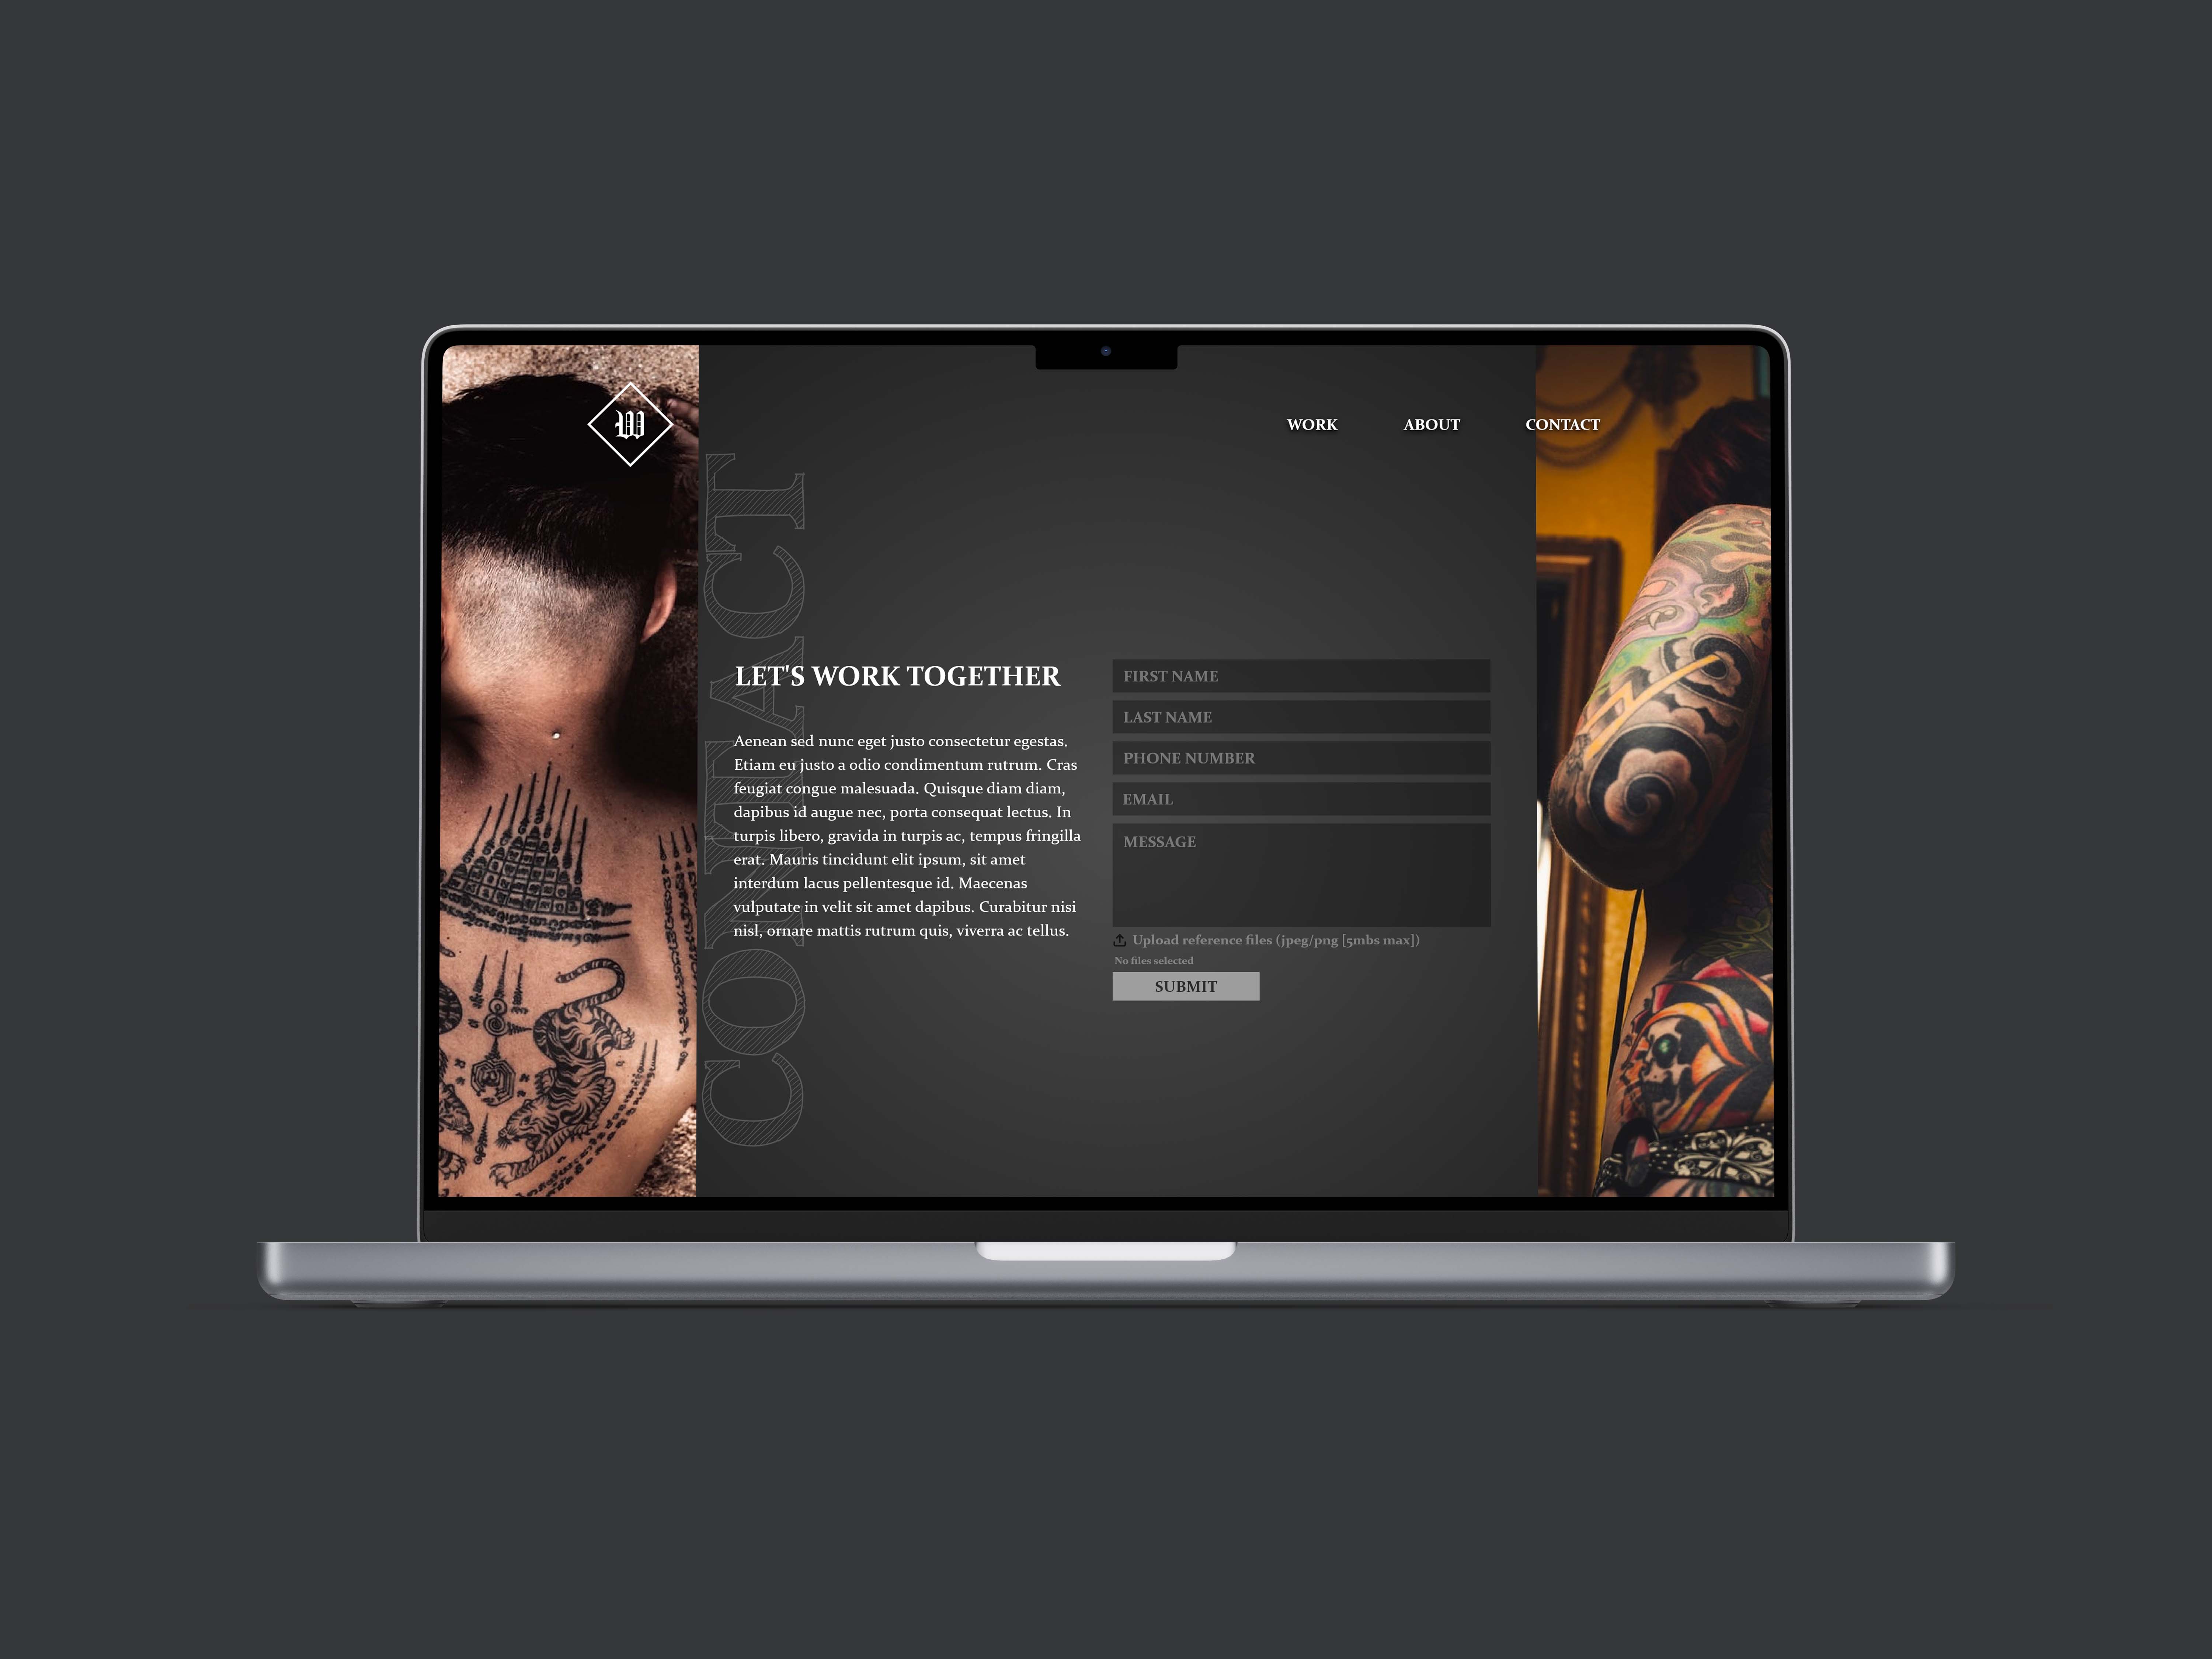 W
WORK ABOUT CONTACT
CONTACT
LET'S WORK TOGETHER
Aenean sed nunc eget justo consectetur egestas.
Etiam eu justo a odio condimentum rutrum. Cras
feugiat congue malesuada. Quisque diam diam,
dapibus id augue nec, porta consequat lectus. In
turpis libero, gravida in turpis ac, tempus fringilla
erat. Mauris tincidunt elit ipsum, sit amet
interdum lacus pellentesque id. Maecenas
vulputate in velit sit amet dapibus. Curabitur nisi
nisl, ornare mattis rutrum quis, viverra ac tellus.
FIRST NAME
LAST NAME
PHONE NUMBER
EMAIL
MESSAGE
Upload reference files (jpeg/png [5mbs max])
No files selected
SUBMIT